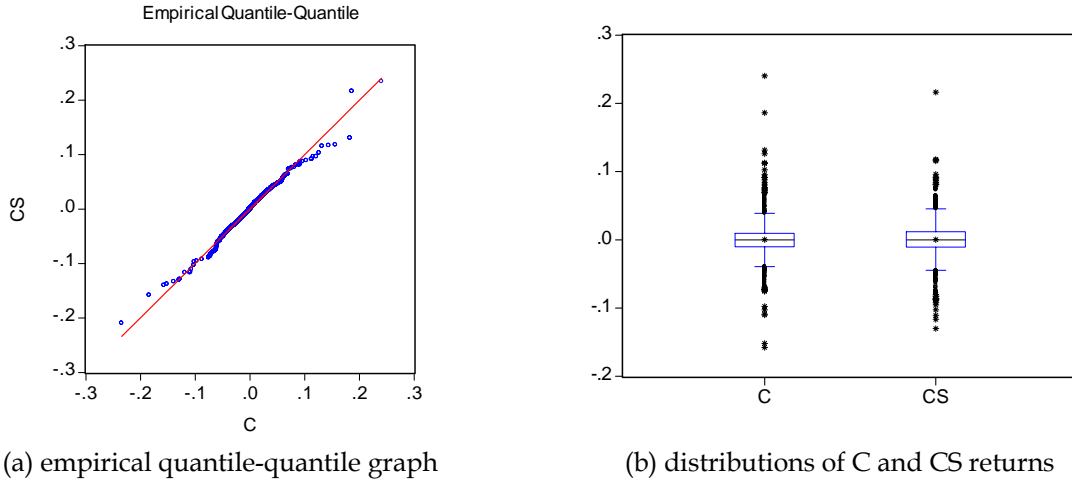 Empirical Quantile-Quantile
.3
.2
.1
.0
-.1
-.2
-.3
CS
-.3 -.2 -.1 .0 .1 .2 .3
C
(a) empirical quantile-quantile graph
.3
.2
.1
.0
-.1
-.2
C CS
(b) distributions of C and CS returns